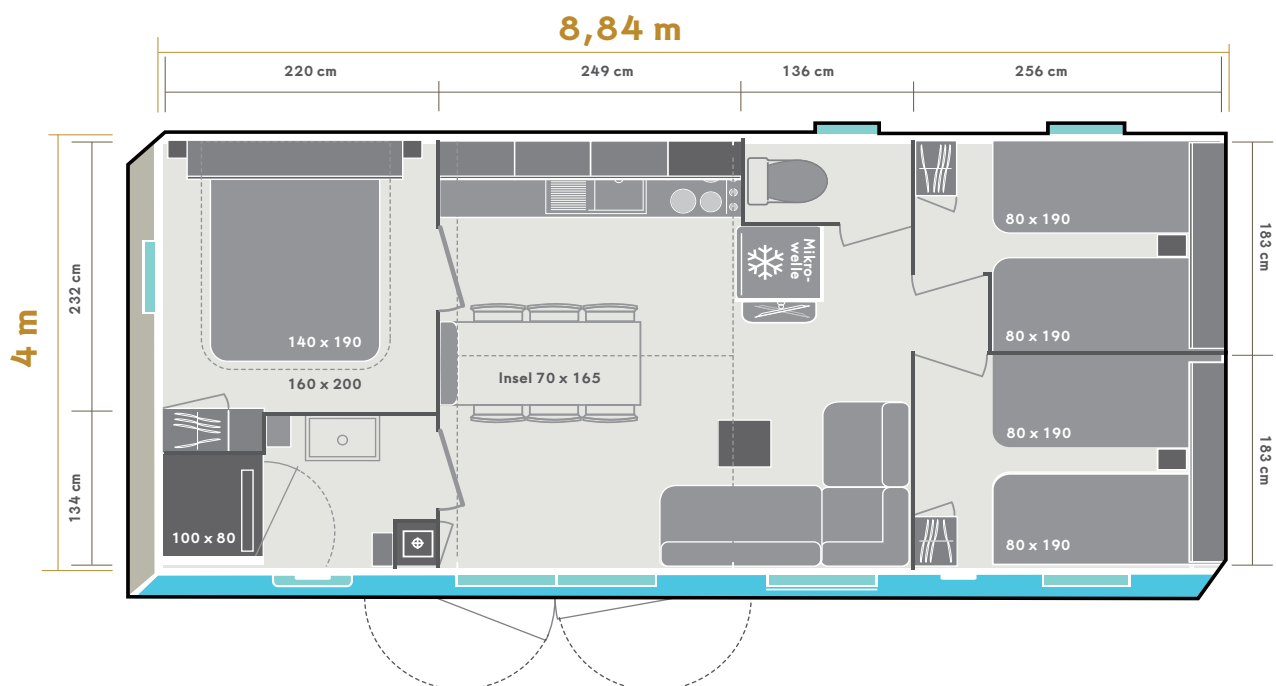 8,84 m
220 cm
249 cm
136 cm
256 cm
4 m
232 cm
134 cm
183 cm
183 cm
140 x 190
160 x 200
100 x 80
Insel 70 x 165
Mikro-
welle
80 x 190
80 x 190
80 x 190
80 x 190